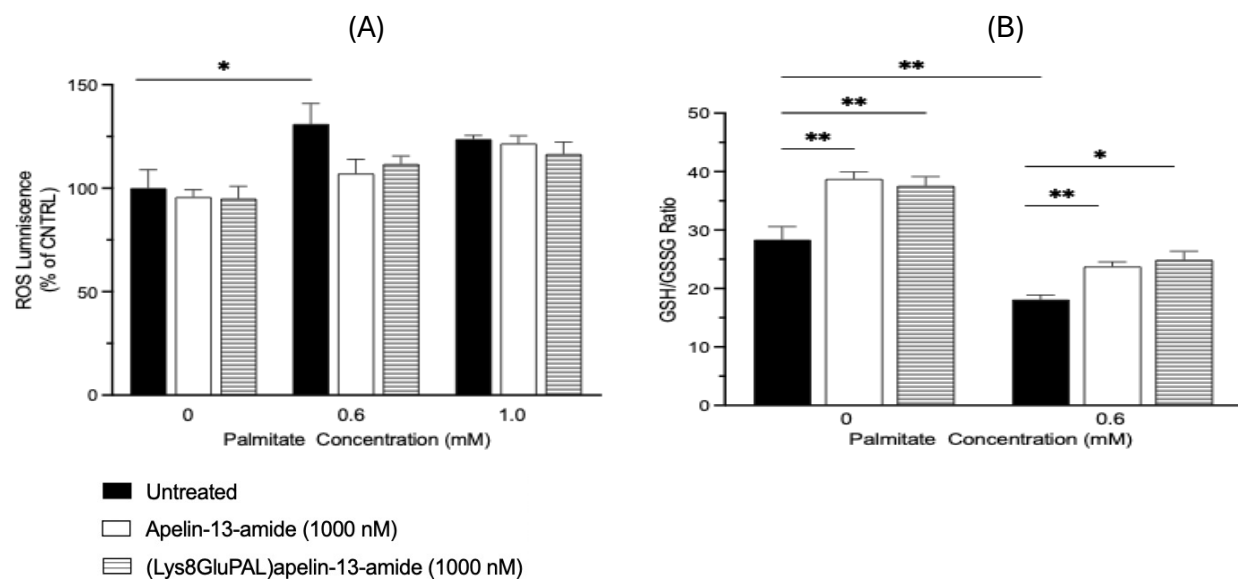 (A)
(B)
*
150
100
50
0
ROS Lumniscence
(% of CNTRL)
0
0.6
1.0
Palmitate Concentration (mM)
**
**
**
*
**
50
40
30
20
10
0
GSH/GSSG Ratio
0
0.6
Palmitate Concentration (mM)
Untreated
Apelin-13-amide (1000 nM)
(Lys8GluPAL)apelin-13-amide (1000 nM)